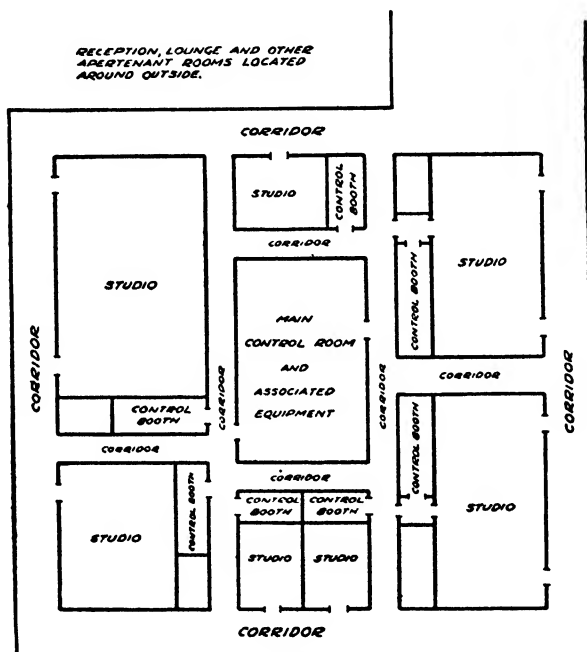 RECEPTION, LOUNGE AND OTHER
APERTENANT ROOMS LOCATED
AROUND OUTSIDE.
CORRIDOR
STUDIO
CONTROL
BOOTH
CORRIDOR
STUDIO
CONTROL BOOTH
STUDIO
MAIN
CONTROL ROOM
AND
ASSOCIATED
EQUIPMENT
CORRIDOR
CORRIDOR
CORRIDOR
CORRIDOR
CORRIDOR
CONTROL
BOOTH
CORRIDOR
CORRIDOR
CONTROL BOOTH
STUDIO
CONTROL BOOTH
STUDIO
CONTROL
BOOTH
CONTROL
BOOTH
STUDIO
STUDIO
CORRIDOR